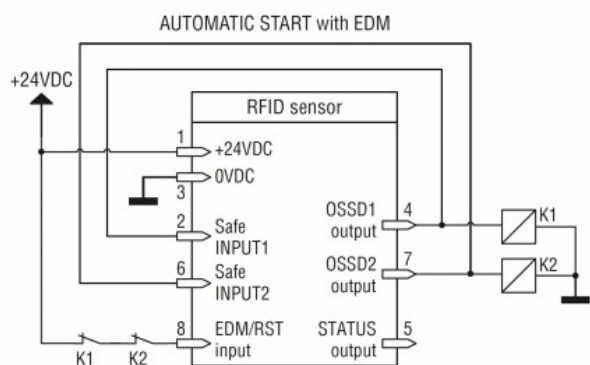 AUTOMATIC START with EDM
+24VDC
RFID sensor
1
+24VDC
0VDC
3
2
Safe
INPUT1
6
Safe
INPUT2
8
EDM/RST
input
OSSD1
output
4
OSSD2
output
7
STATUS
output
5
K1
K2
K1
K2